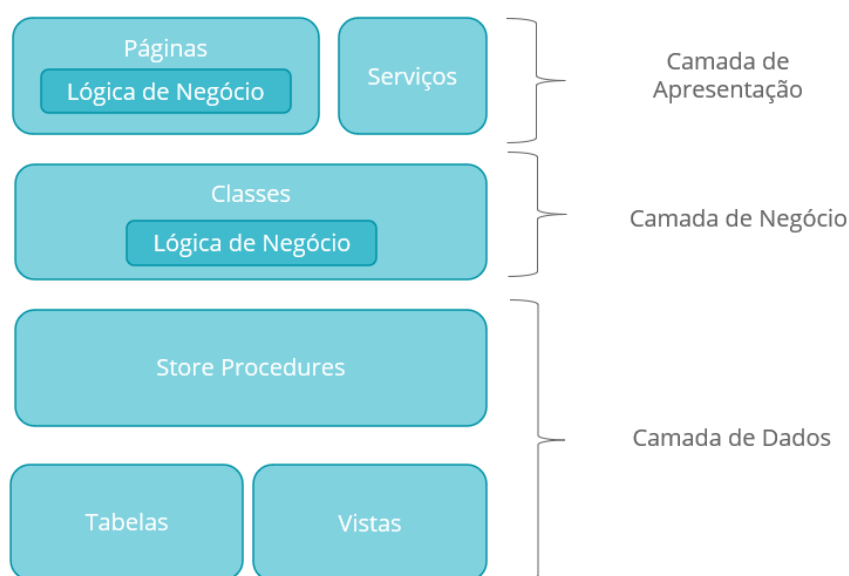 Páginas
Lógica de Negócio
Serviços
Camada de
Apresentação
Classes
Lógica de Negócio
Camada de Negócio
Store Procedures
Camada de Dados
Tabelas
Vistas